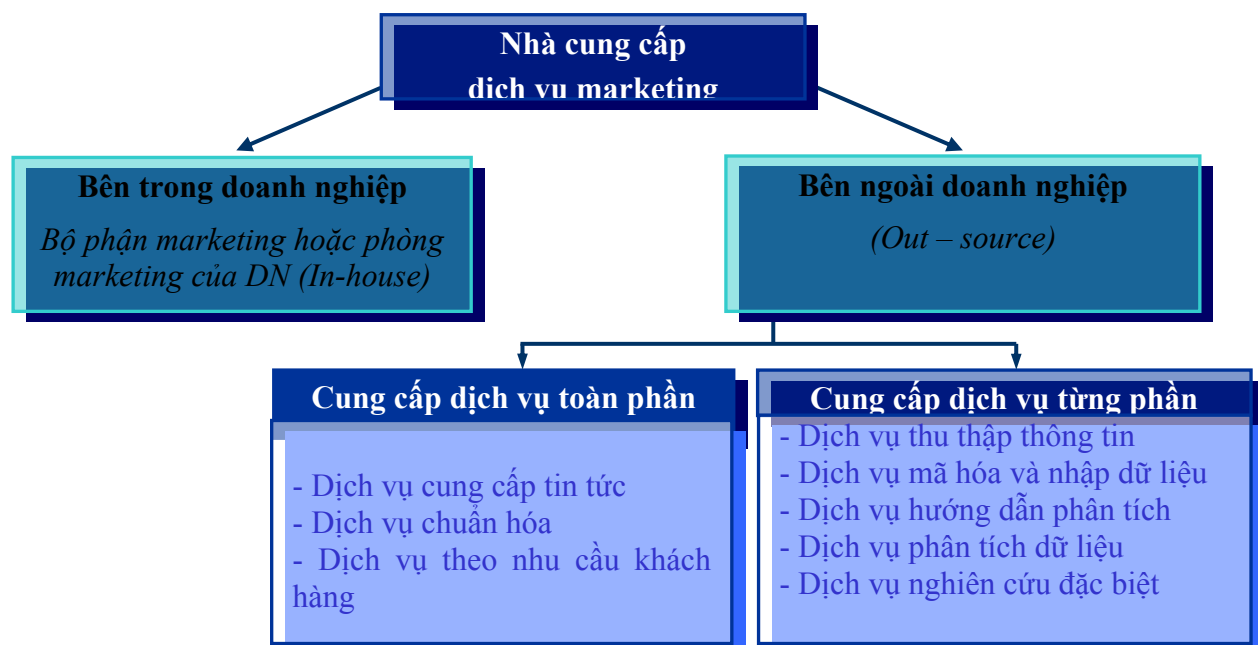 Nhà cung cấp
dịch vụ marketing
Bên trong doanh nghiệp
Bộ phận marketing hoặc phòng
marketing của DN (In-house)
Bên ngoài doanh nghiệp
(Out – source)
Cung cấp dịch vụ toàn phần
- Dịch vụ cung cấp tin tức
- Dịch vụ chuẩn hóa
- Dịch vụ theo nhu cầu khách
hàng
Cung cấp dịch vụ từng phần
- Dịch vụ thu thập thông tin
- Dịch vụ mã hóa và nhập dữ liệu
- Dịch vụ hướng dẫn phân tích
- Dịch vụ phân tích dữ liệu
- Dịch vụ nghiên cứu đặc biệt